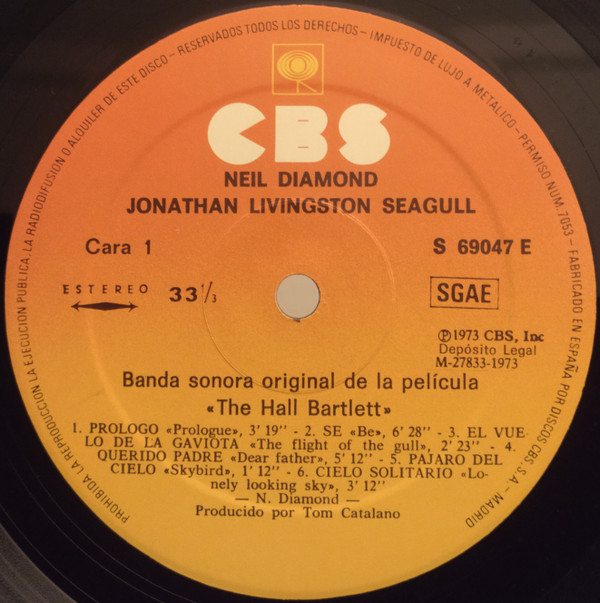 PROHIBIDA LA REPRODUCCION, LA EJECUCION PUBLICA, LA RADIODIFUSION O ALQUILER DE ESTE DISCO - RESERVADOS TODOS LOS DERECHOS - IMPUESTO DE LUJO A METALICO - PERMISO NUM. 7053 - FABRICADO EN ESPAÑA POR DISCOS CBS, S.A. - MADRID
CBS
NEIL DIAMOND
JONATHAN LIVINGSTON SEAGULL
Cara 1
S 69047 E
ESTEREO
33 1/3
SGAE
Ⓟ1973 CBS, Inc
Depósito Legal
M-27833-1973
Banda sonora original de la película
«The Hall Bartlett»
1. PROLOGO «Prologue», 3'19'' - 2. SE «Be», 6'28'' - 3. EL VUE-
LO DE LA GAVIOTA «The flight of the gull», 2'23'' - 4.
QUERIDO PADRE «Dear father», 5'12'' - 5. PAJARO DEL
CIELO «Skybird», 1'12'' - 6. CIELO SOLITARIO «Lo-
nely looking sky», 3'12''
— N. Diamond —
Producido por Tom Catalano